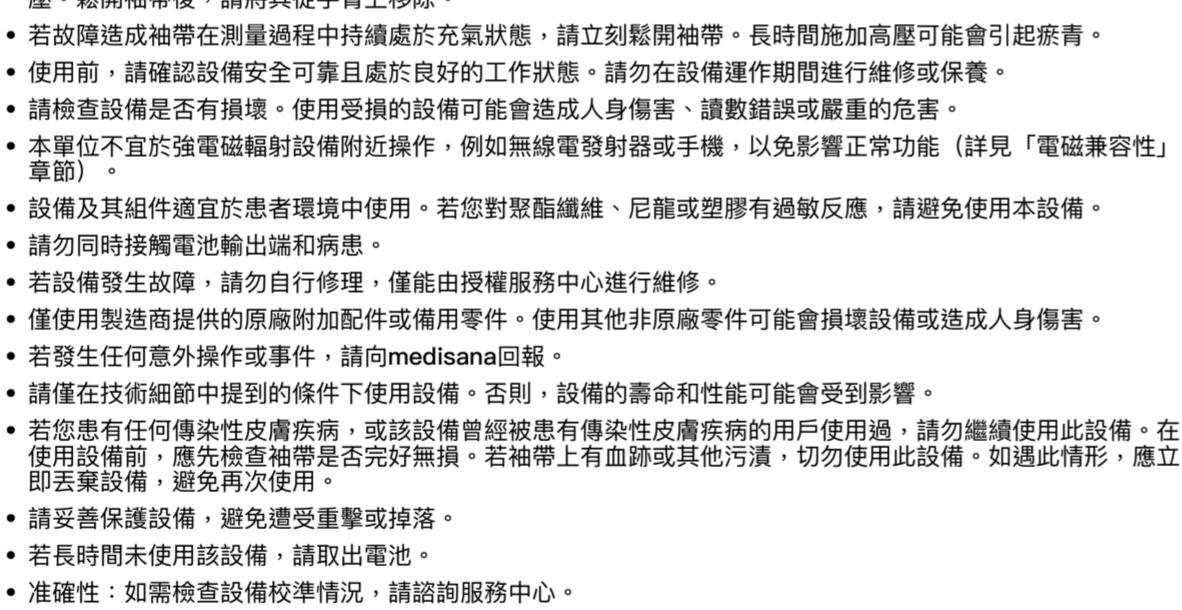 壓。鬆開袖帶後，請將其從手臂上移除。
• 若故障造成袖帶在測量過程中持續處於充氣狀態，請立刻鬆開袖帶。長時間施加高壓可能會引起瘀青。
• 使用前，請確認設備安全可靠且處於良好的工作狀態。請勿在設備運作期間進行維修或保養。
• 請檢查設備是否有損壞。使用受損的設備可能會造成人身傷害、讀數錯誤或嚴重的危害。
• 本單位不宜於強電磁輻射設備附近操作，例如無線電發射器或手機，以免影響正常功能（詳見「電磁兼容性」
章節）。
• 設備及其組件適宜於患者環境中使用。若您對聚酯纖維、尼龍或塑膠有過敏反應，請避免使用本設備。
• 請勿同時接觸電池輸出端和病患。
• 若設備發生故障，請勿自行修理，僅能由授權服務中心進行維修。
• 僅使用製造商提供的原廠附加配件或備用零件。使用其他非原廠零件可能會損壞設備或造成人身傷害。
• 若發生任何意外操作或事件，請向medisana回報。
• 請僅在技術細節中提到的條件下使用設備。否則，設備的壽命和性能可能會受到影響。
• 若您患有任何傳染性皮膚疾病，或該設備曾經被患有傳染性皮膚疾病的用戶使用過，請勿繼續使用此設備。在
使用設備前，應先檢查袖帶是否完好無損。若袖帶上有血跡或其他污漬，切勿使用此設備。如遇此情形，應立
即丟棄設備，避免再次使用。
• 請妥善保護設備，避免遭受重擊或掉落。
• 若長時間未使用該設備，請取出電池。
• 准確性：如需檢查設備校準情況，請諮詢服務中心。